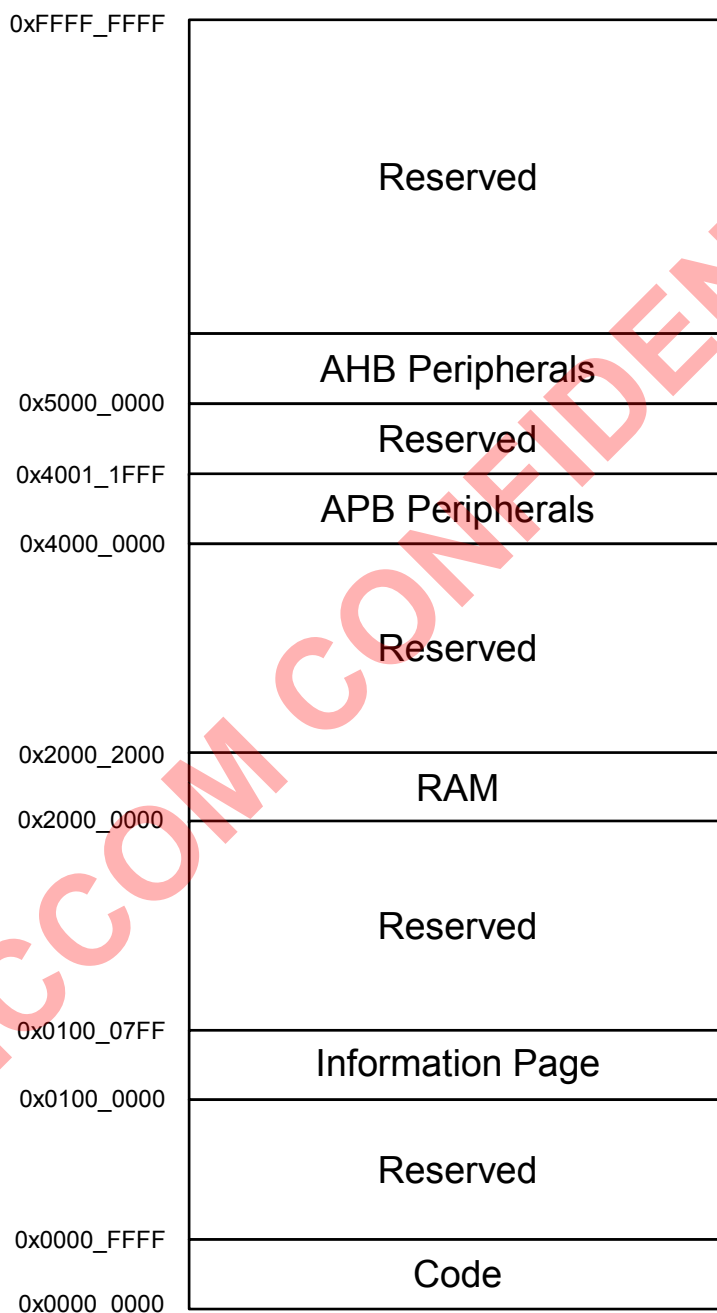 0xFFFF_FFFF
Reserved
AHB Peripherals
0x5000_0000
Reserved
0x4001_1FFF
APB Peripherals
0x4000_0000
Reserved
0x2000_2000
RAM
0x2000_0000
Reserved
0x0100_07FF
Information Page
0x0100_0000
Reserved
0x0000_FFFF
Code
0x0000_0000
CCOM CONFIDEN